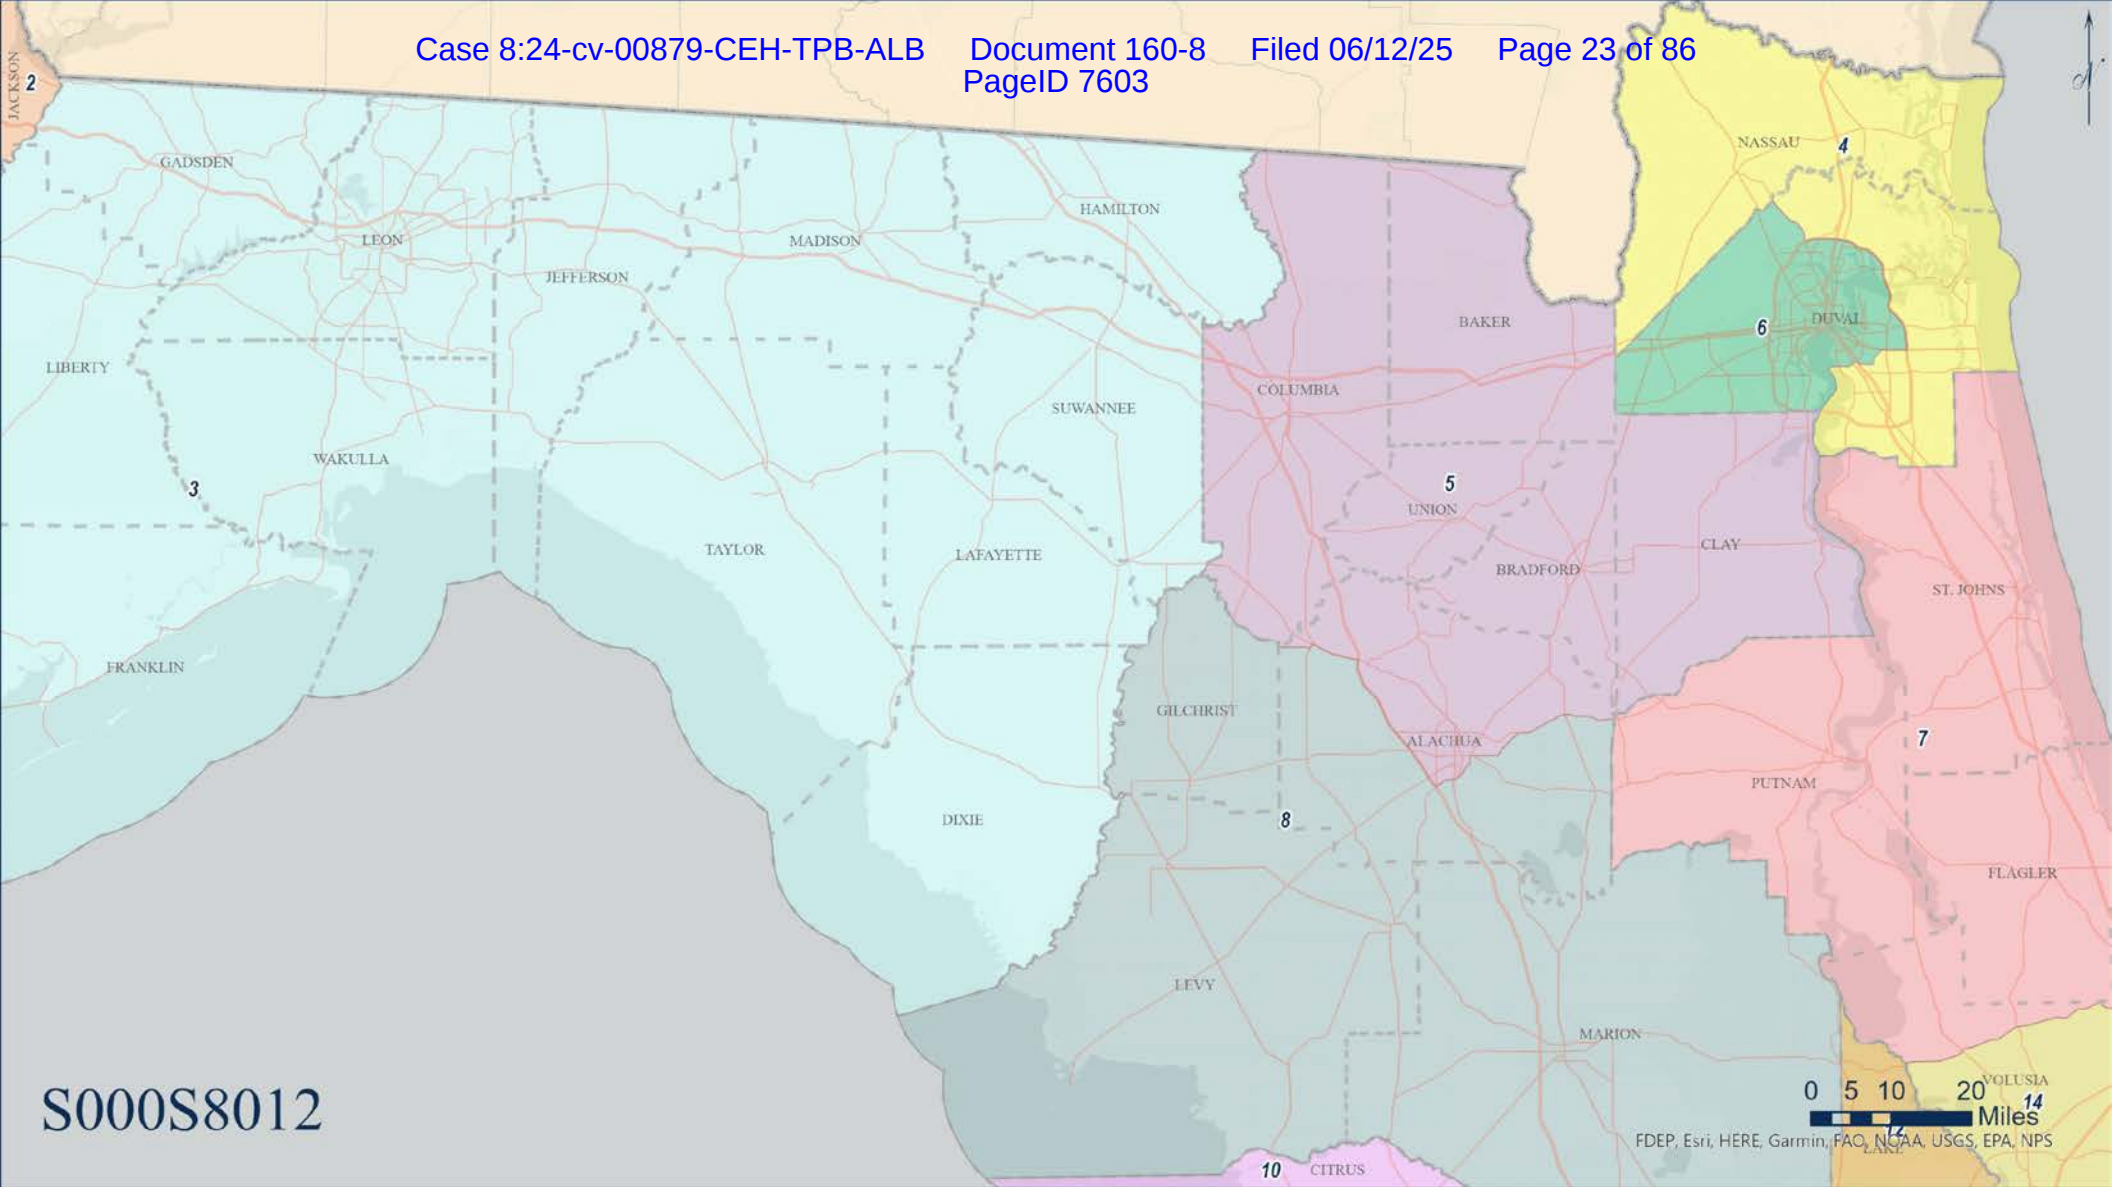 Case 8:24-cv-00879-CEH-TPB-ALB Document 160-8 Filed 06/12/25 Page 23 of 86
PageID 7603
JACKSON
2
NASSAU
4
GADSDEN
HAMILTON
LEON
MADISON
JEFFERSON
BAKER
6
DUVAL
LIBERTY
COLUMBIA
SUWANNEE
WAKULLA
3
5
UNION
TAYLOR
LAFAYETTE
CLAY
BRADFORD
ST. JOHNS
FRANKLIN
GILCHRIST
ALACHUA
7
PUTNAM
DIXIE
8
FLAGLER
LEVY
MARION
S000S8012
0 5 10 20
Miles
VOLUSIA
14
12
FDEP, Esri, HERE, Garmin, FAO, NOAA, USGS, EPA, NPS
LAKE
10
CITRUS
N